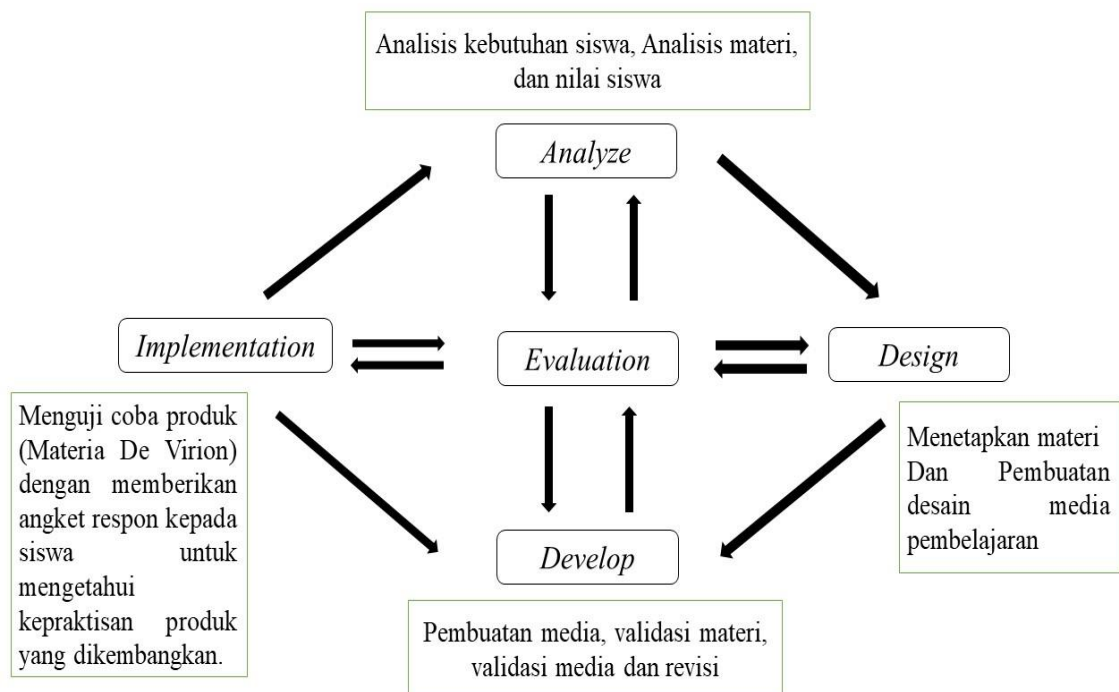 Analisis kebutuhan siswa, Analisis materi,
dan nilai siswa
Analyze
Implementation
Evaluation
Design
Menguji coba produk
(Materia De Virion)
dengan memberikan
angket respon kepada
siswa untuk
mengetahui
kepraktisan produk
yang dikembangkan.
Menetapkan materi
Dan Pembuatan
desain media
pembelajaran
Develop
Pembuatan media, validasi materi,
validasi media dan revisi